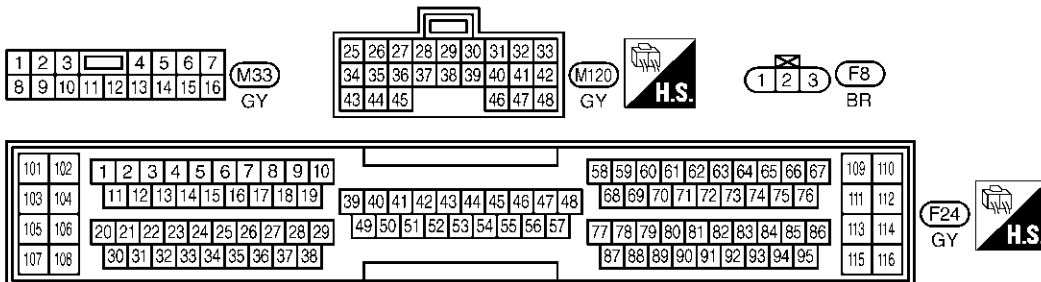 1 2 3 4 5 6 7
8 9 10 11 12 13 14 15 16
M33
GY
25 26 27 28 29 30 31 32 33
34 35 36 37 38 39 40 41 42
43 44 45 46 47 48
M120
GY
H.S.
1 2 3
F8
BR
101 102
103 104
105 106
107 108
1 2 3 4 5 6 7 8 9 10
11 12 13 14 15 16 17 18 19
20 21 22 23 24 25 26 27 28 29
30 31 32 33 34 35 36 37 38
39 40 41 42 43 44 45 46 47 48
49 50 51 52 53 54 55 56 57
58 59 60 61 62 63 64 65 66 67
68 69 70 71 72 73 74 75 76
77 78 79 80 81 82 83 84 85 86
87 88 89 90 91 92 93 94 95
109 110
111 112
113 114
115 116
F24
GY
H.S.